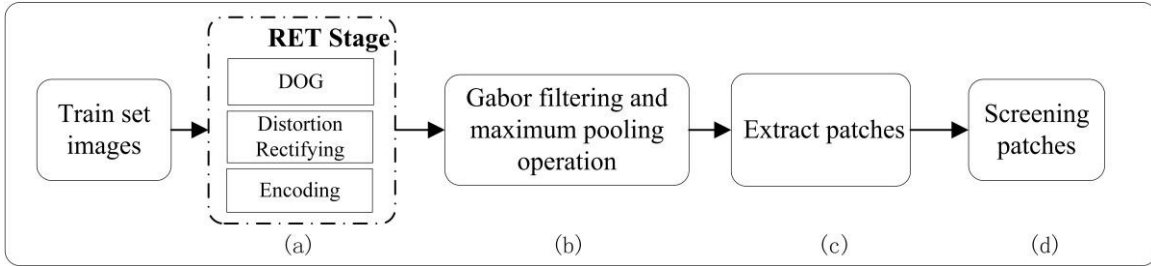 Train set
images
RET Stage
DOG
Distortion
Rectifying
Encoding
Gabor filtering and
maximum pooling
operation
Extract patches
Screening
patches
(a)
(b)
(c)
(d)